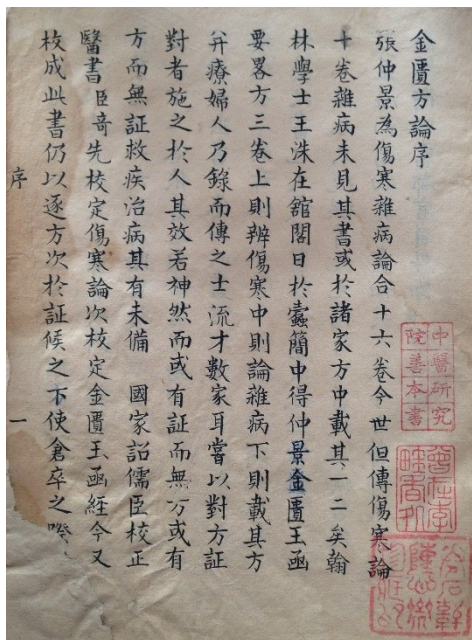 金匱方論序
張仲景為傷寒雜病論合十六卷今世但傳傷寒論
十卷雜病未見其書或於諸家方中載其一二矣翰
林學士王洙在舘閣日於蠹簡中得仲景金匱玉函
要畧方三卷上則辨傷寒中則論雜病下則載其方
并療婦人乃錄而傳之士流才數家耳嘗以對方証
對者施之於人其效若神然而或有証而無方或有
方而無証救疾治病其有未備　國家詔儒臣校正
醫書臣竒先校定傷寒論次校定金匱玉函經今又
校成此書仍以逐方次於証候之下使倉卒之際
序
一
中醫研究
院善本書